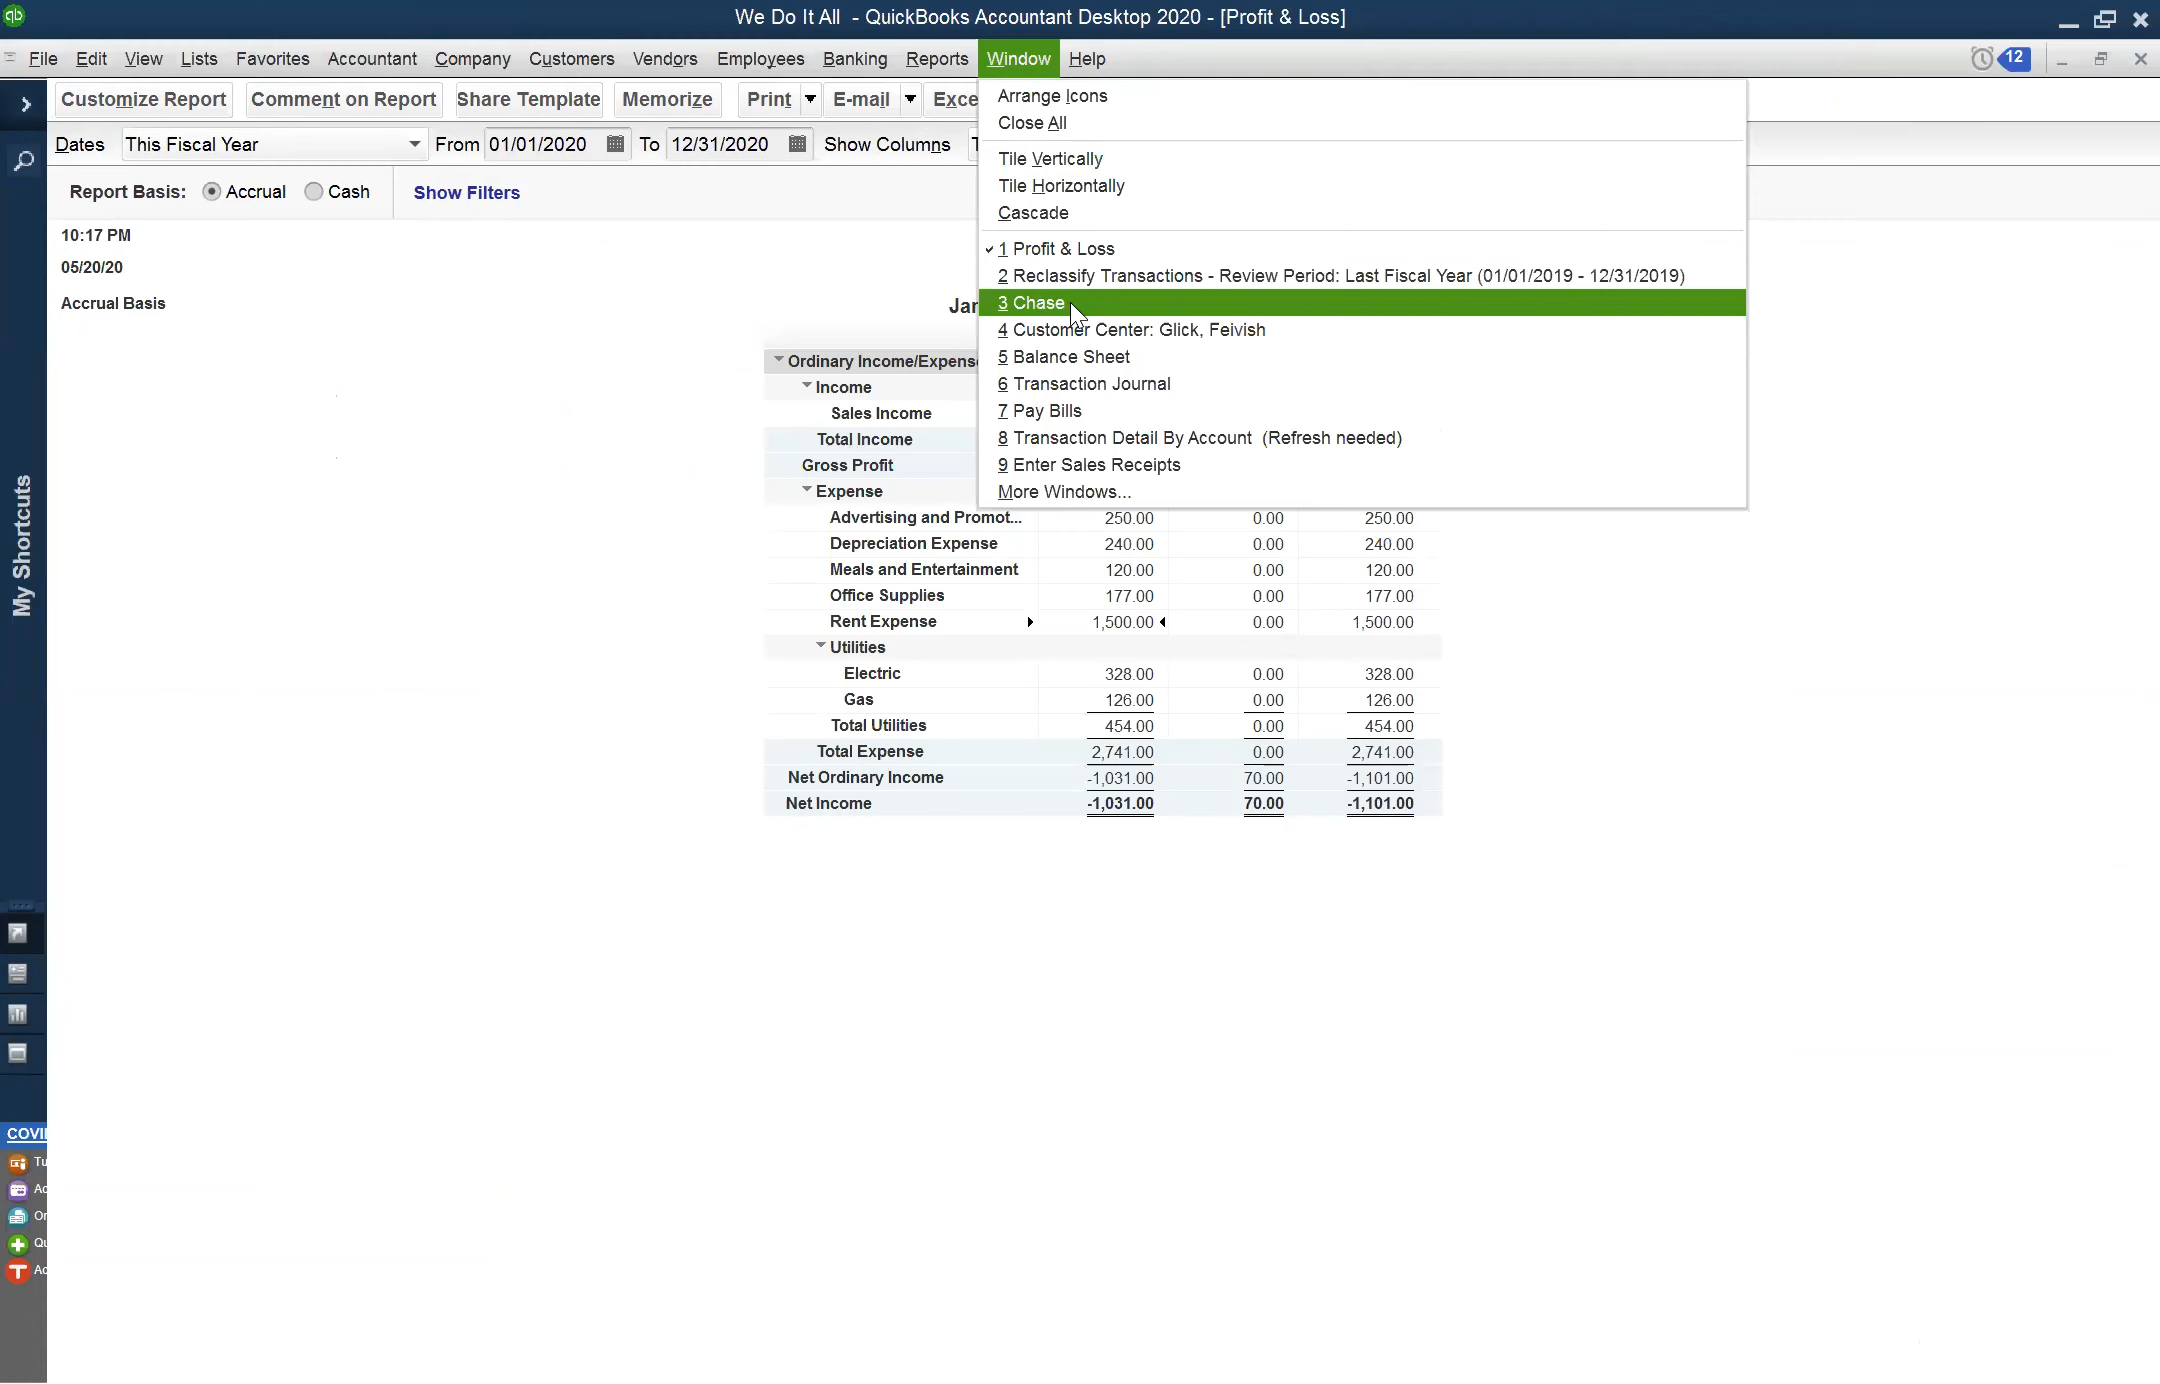 We Do It All - QuickBooks Accountant Desktop 2020 - [Profit & Loss]
File Edit View Lists Favorites Accountant Company Customers Vendors Employees Banking Reports Window Help
12
Customize Report Comment on Report Share Template Memorize Print E-mail Exce
Dates This Fiscal Year From 01/01/2020 To 12/31/2020 Show Columns T
Report Basis: Accrual Cash Show Filters
Arrange Icons
Close All
Tile Vertically
Tile Horizontally
Cascade
1 Profit & Loss
2 Reclassify Transactions - Review Period: Last Fiscal Year (01/01/2019 - 12/31/2019)
3 Chase
4 Customer Center: Glick, Feivish
5 Balance Sheet
6 Transaction Journal
7 Pay Bills
8 Transaction Detail By Account (Refresh needed)
9 Enter Sales Receipts
More Windows...
10:17 PM
05/20/20
Accrual Basis
Jan
Ordinary Income/Expense
Income
Sales Income
Total Income
Gross Profit
Expense
Advertising and Promot... 250.00 0.00 250.00
Depreciation Expense 240.00 0.00 240.00
Meals and Entertainment 120.00 0.00 120.00
Office Supplies 177.00 0.00 177.00
Rent Expense 1,500.00 0.00 1,500.00
Utilities
Electric 328.00 0.00 328.00
Gas 126.00 0.00 126.00
Total Utilities 454.00 0.00 454.00
Total Expense 2,741.00 0.00 2,741.00
Net Ordinary Income -1,031.00 70.00 -1,101.00
Net Income -1,031.00 70.00 -1,101.00
My Shortcuts
COVI
Tu
Ac
Or
Qu
Ac